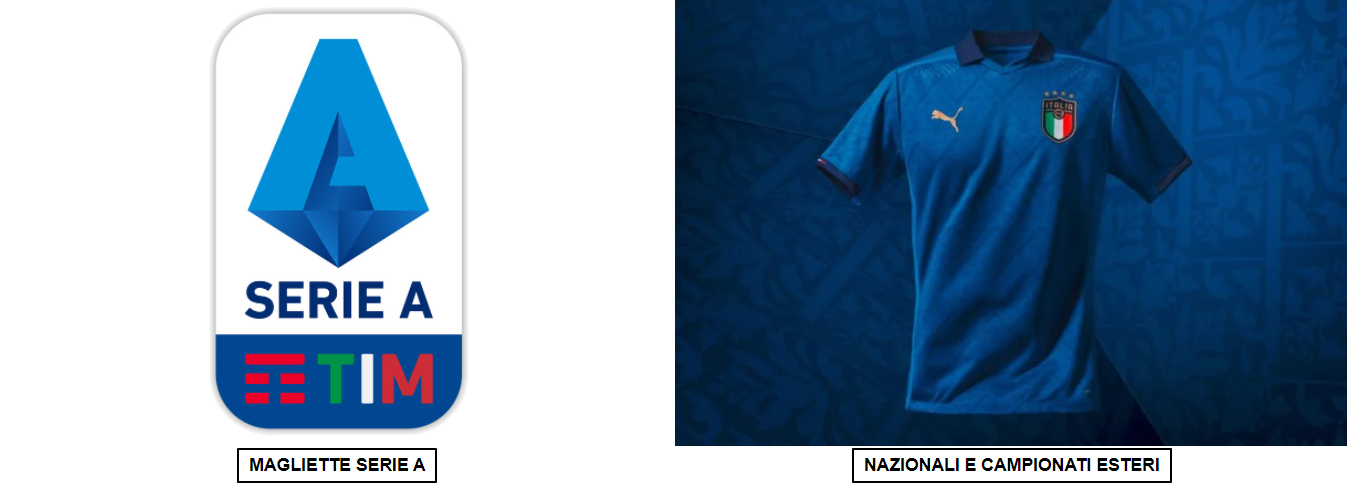 SERIE A
TIM
ITALIA
MAGLIETTE SERIE A
NAZIONALI E CAMPIONATI ESTERI